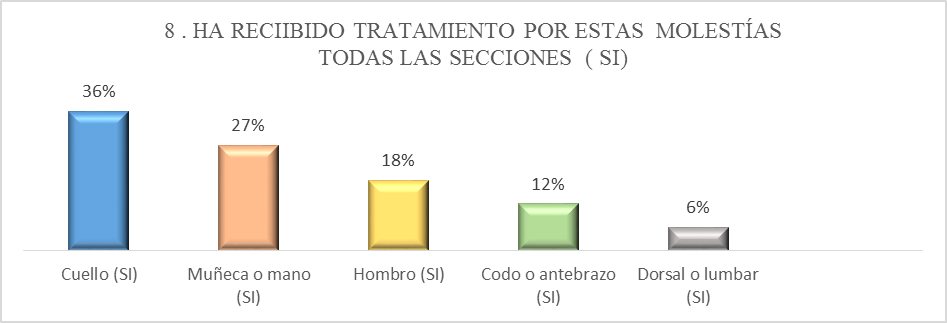 8 . HA RECIIBIDO TRATAMIENTO POR ESTAS MOLESTÍAS
TODAS LAS SECCIONES ( SI)
36%
27%
18%
12%
6%
Cuello (SI)
Muñeca o mano
(SI)
Hombro (SI)
Codo o antebrazo
(SI)
Dorsal o lumbar
(SI)